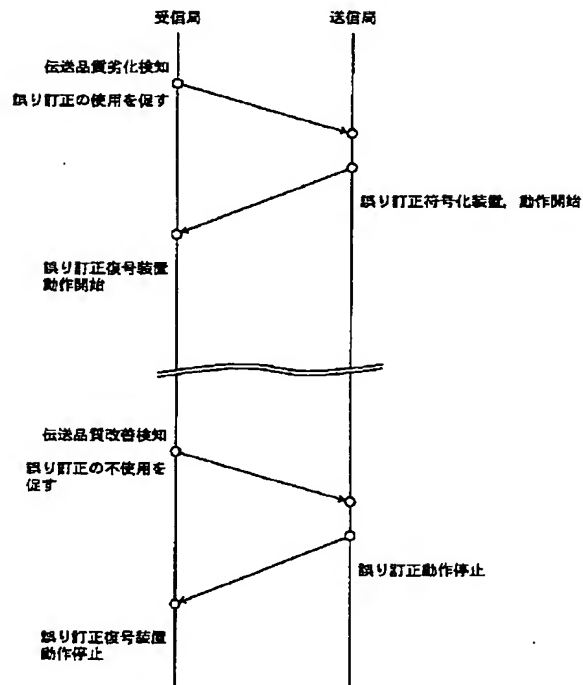 受信局
送信局
伝送品質劣化検知
誤り訂正の使用を促す
誤り訂正符号化装置，動作開始
誤り訂正復号装置
動作開始
伝送品質改善検知
誤り訂正の不使用を
促す
誤り訂正動作停止
誤り訂正復号装置
動作停止